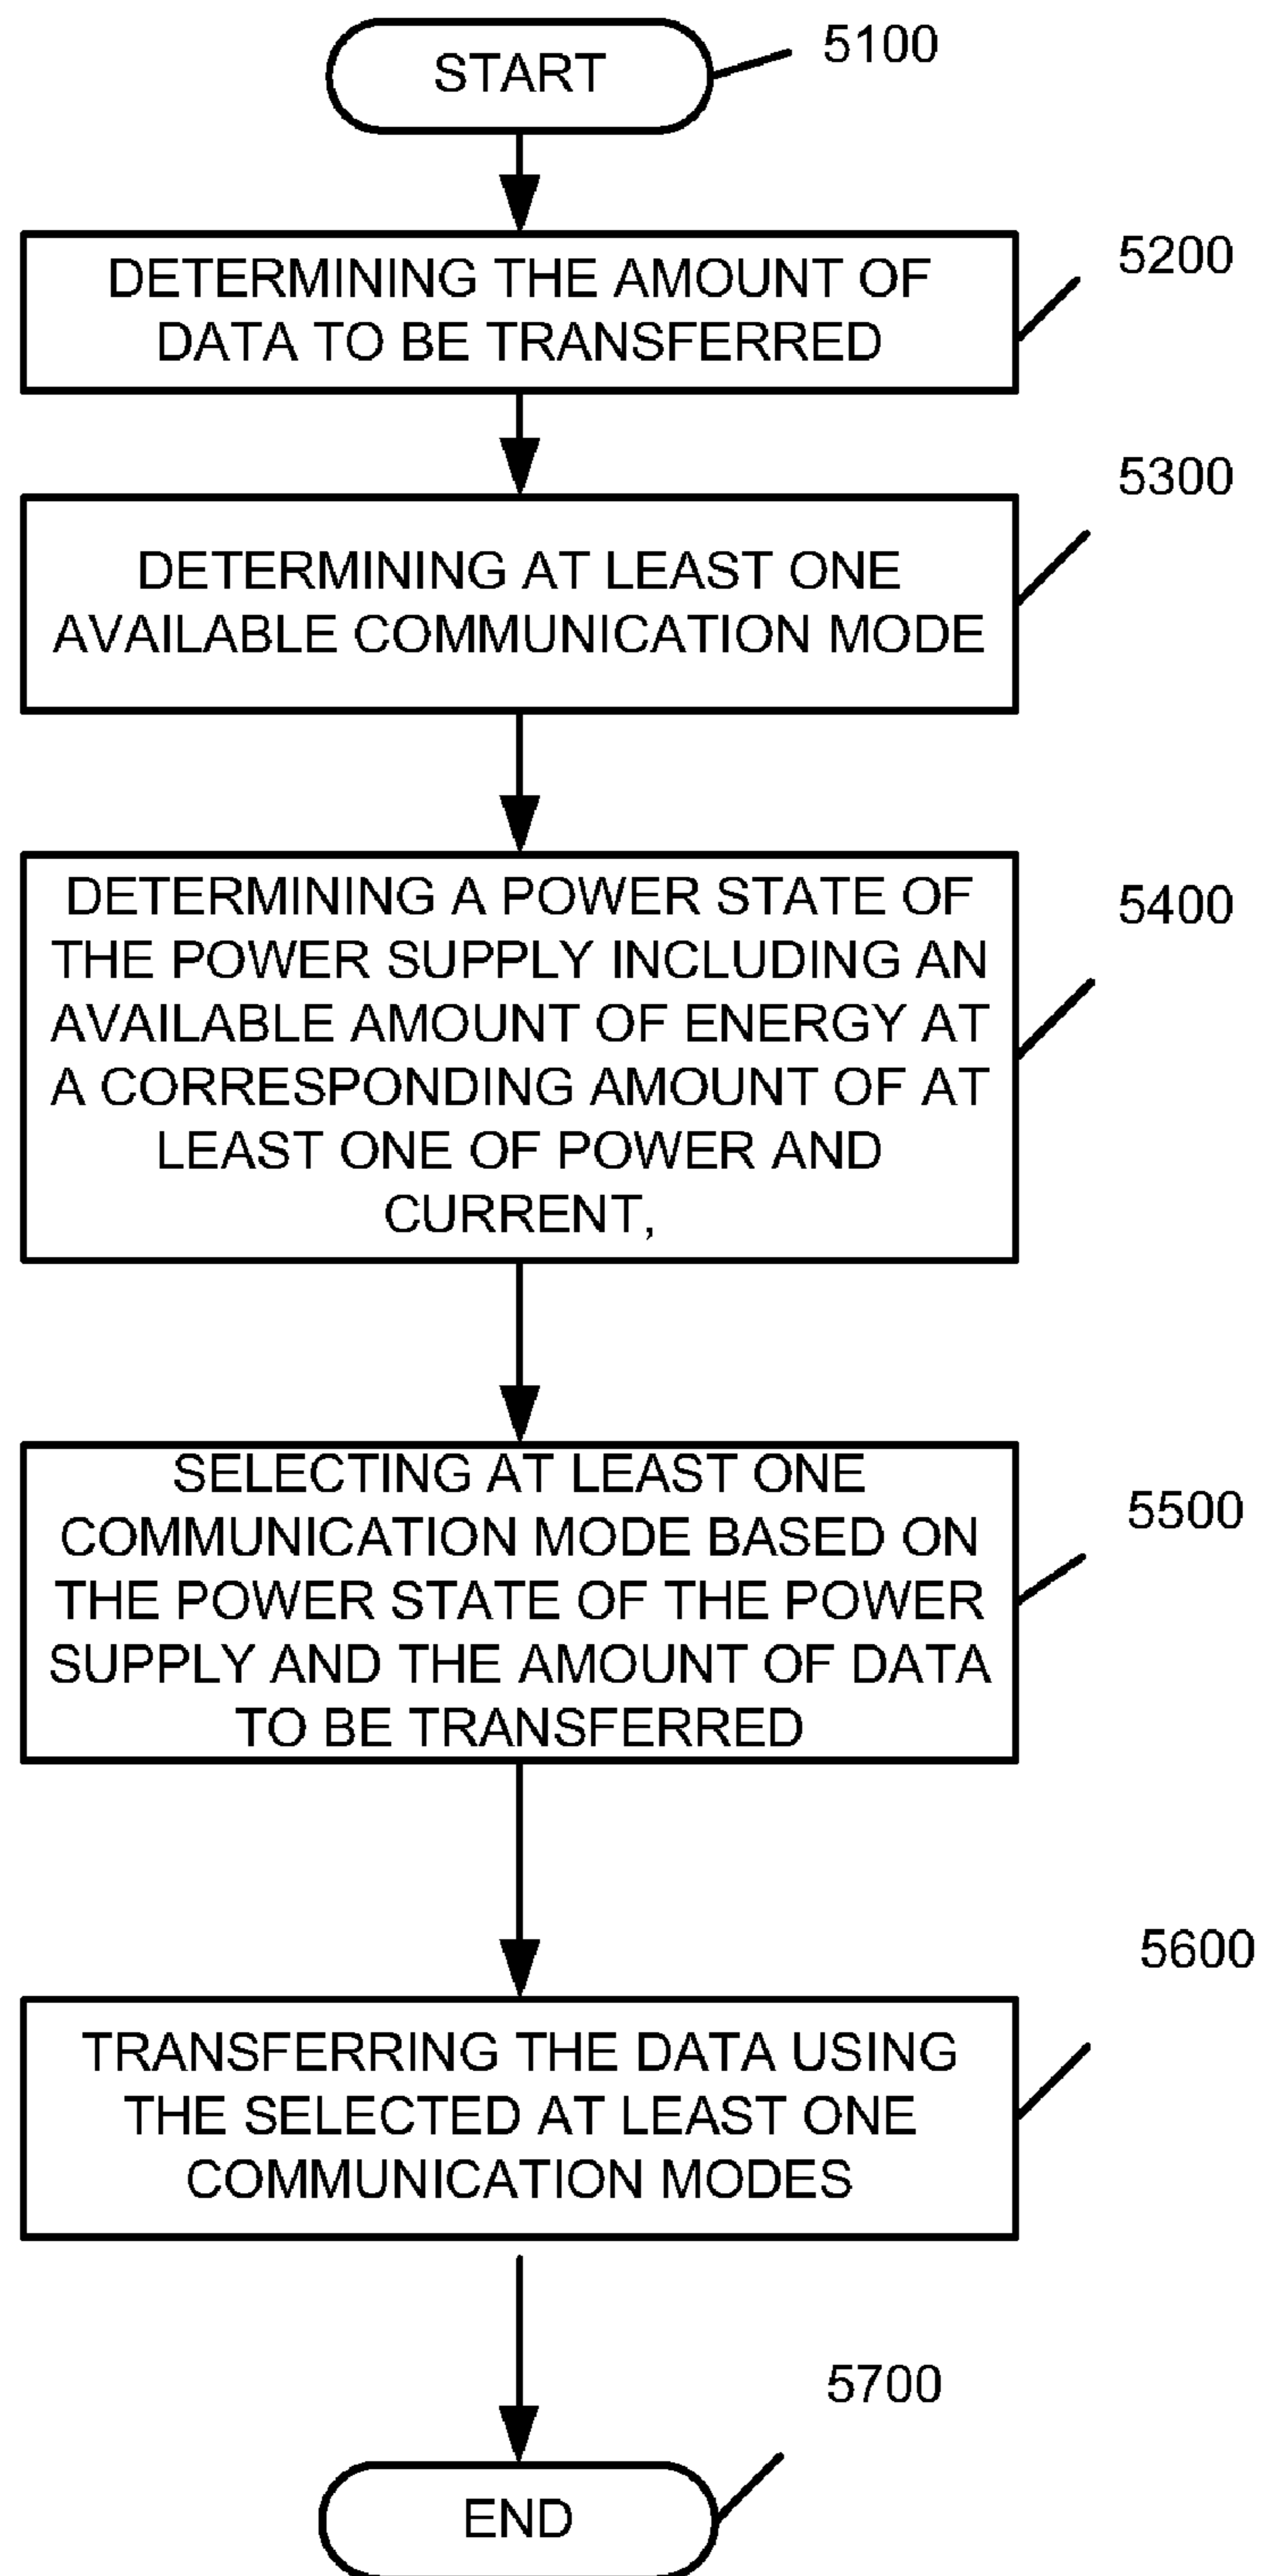 START
5100
DETERMINING THE AMOUNT OF
DATA TO BE TRANSFERRED
5200
DETERMINING AT LEAST ONE
AVAILABLE COMMUNICATION MODE
5300
DETERMINING A POWER STATE OF
THE POWER SUPPLY INCLUDING AN
AVAILABLE AMOUNT OF ENERGY AT
A CORRESPONDING AMOUNT OF AT
LEAST ONE OF POWER AND
CURRENT,
5400
SELECTING AT LEAST ONE
COMMUNICATION MODE BASED ON
THE POWER STATE OF THE POWER
SUPPLY AND THE AMOUNT OF DATA
TO BE TRANSFERRED
5500
TRANSFERRING THE DATA USING
THE SELECTED AT LEAST ONE
COMMUNICATION MODES
5600
END
5700